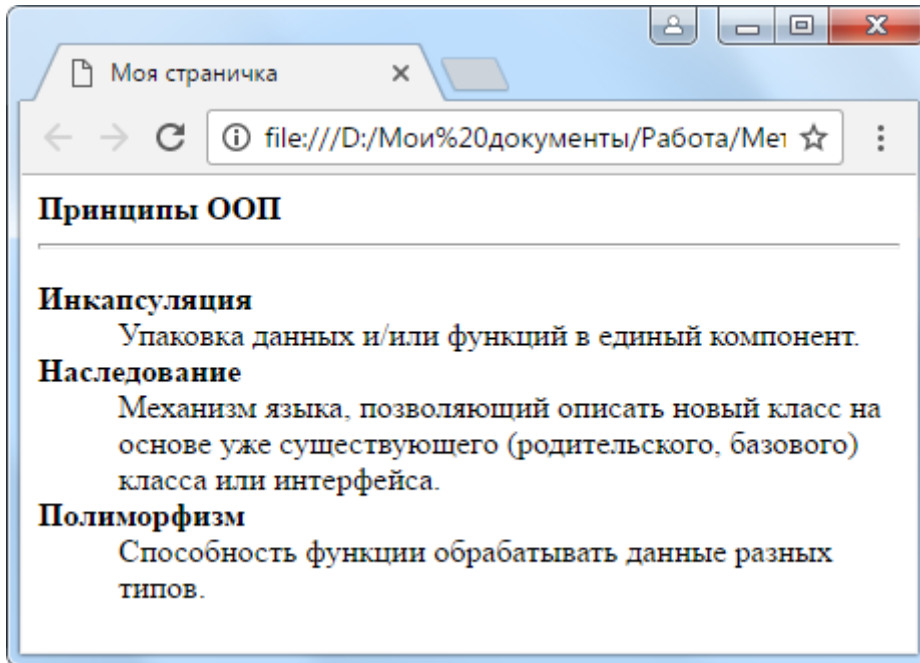 Моя страничка
file:///D:/Мои%20документы/Работа/Мет
Принципы ООП
Инкапсуляция
Упаковка данных и/или функций в единый компонент.
Наследование
Механизм языка, позволяющий описать новый класс на
основе уже существующего (родительского, базового)
класса или интерфейса.
Полиморфизм
Способность функции обрабатывать данные разных
типов.